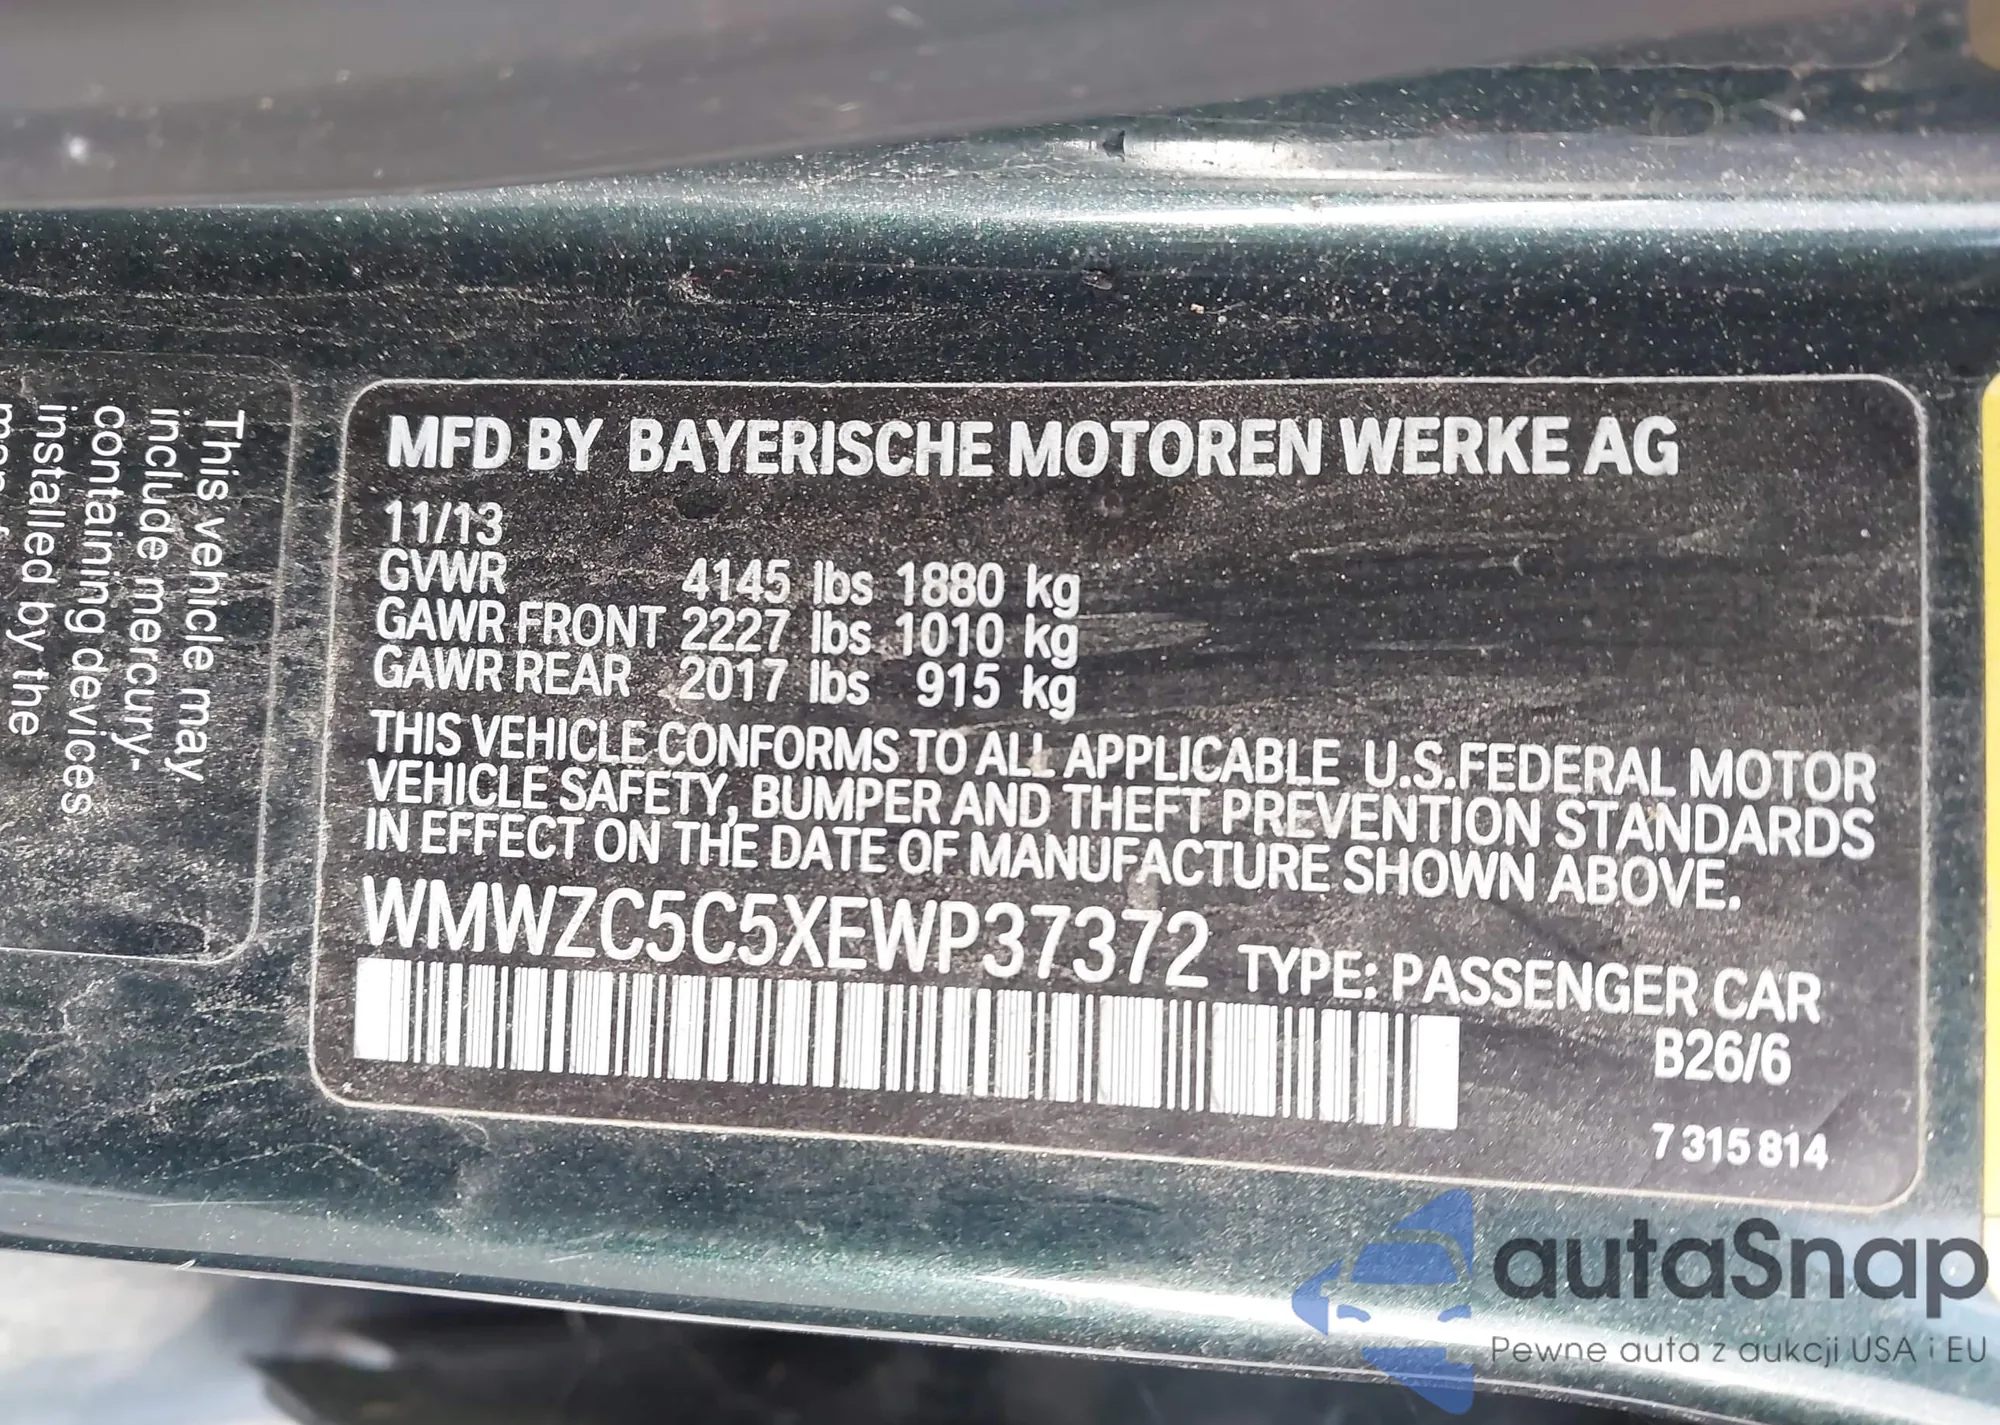 This vehicle may
include mercury-
containing devices
installed by the
MFD BY BAYERISCHE MOTOREN WERKE AG
11/13
GVWR 4145 lbs 1880 kg
GAWR FRONT 2227 lbs 1010 kg
GAWR REAR 2017 lbs 915 kg
THIS VEHICLE CONFORMS TO ALL APPLICABLE U.S.FEDERAL MOTOR
VEHICLE SAFETY, BUMPER AND THEFT PREVENTION STANDARDS
IN EFFECT ON THE DATE OF MANUFACTURE SHOWN ABOVE.
WMWZC5C5XEWP37372 TYPE: PASSENGER CAR
B26/6
7 315 814
autaSnap
Pewne auta z aukcji USA i EU